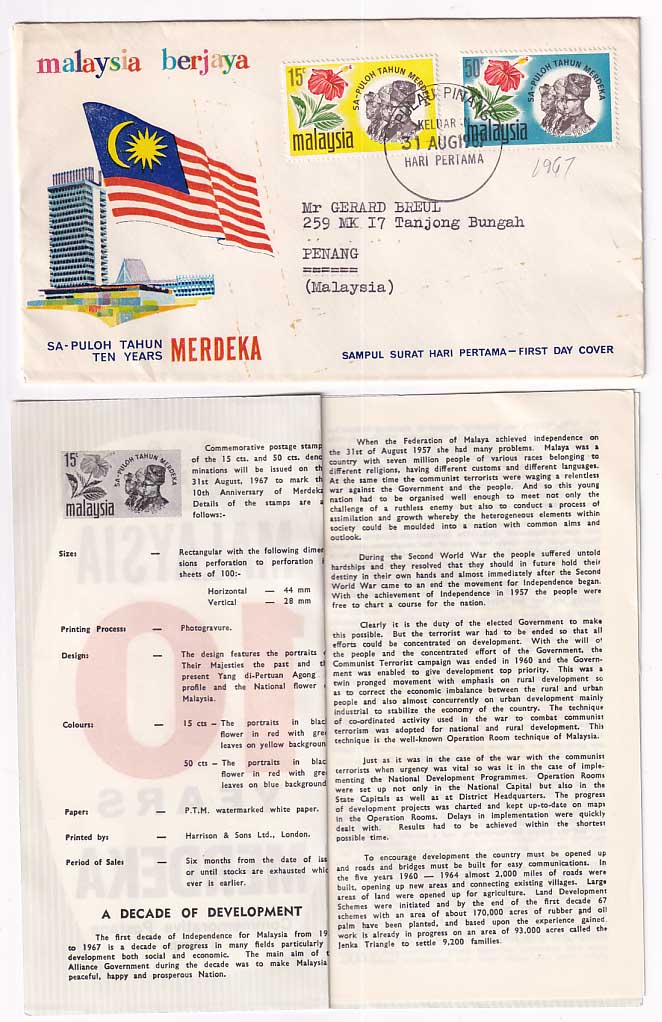 malaysia berjaya
SA-PULOH TAHUN
TEN YEARS MERDEKA
15c
SA-PULOH TAHUN MERDEKA
malaysia
50c
SA-PULOH TAHUN MERDEKA
malaysia
PULAU PINANG
KELUARAN
31 AUG 1967
HARI PERTAMA
1967
Mr GERARD BREUL
259 MK I7 Tanjong Bungah
PENANG
======
(Malaysia)
SAMPUL SURAT HARI PERTAMA—FIRST DAY COVER
15c
SA-PULOH TAHUN MERDEKA
malaysia
Commemorative postage stamp
of the 15 cts. and 50 cts. deno
minations will be issued on th
31st August, 1967 to mark th
10th Anniversary of Merdeka
Details of the stamps are a
follows:-
Size: — Rectangular with the following dimen
sions perforation to perforation i
sheets of 100:-
Horizontal — 44 mm
Vertical — 28 mm
Printing Process: — Photogravure.
Design: — The design features the portraits
Their Majesties the past and th
present Yang di-Pertuan Agong
profile and the National flower
Malaysia.
Colours: — 15 cts — The portraits in blac
flower in red with gre
leaves on yellow backgroun
50 cts — The portraits in blac
flower in red with gre
leaves on blue background
Paper: — P.T.M. watermarked white paper.
Printed by: — Harrison & Sons Ltd., London.
Period of Sale: — Six months from the date of iss
or until stocks are exhausted whic
ever is earlier.
A DECADE OF DEVELOPMENT
The first decade of Independence for Malaysia from 19
to 1967 is a decade of progress in many fields particularly
development both social and economic. The main aim of t
Alliance Government during the decade was to make Malaysia
peaceful, happy and prosperous Nation.
When the Federation of Malaya achieved independence on
the 31st of August 1957 she had many problems. Malaya was a
country with seven million people of various races belonging to
different religions, having different customs and different languages.
At the same time the communist terrorists were waging a relentless
war against the Government and the people. And so this young
nation had to be organised well enough to meet not only the
challenge of a ruthless enemy but also to conduct a process of
assimilation and growth whereby the heterogeneous elements within
society could be moulded into a nation with common aims and
outlook.
During the Second World War the people suffered untold
hardships and they resolved that they should in future hold their
destiny in their own hands and almost immediately after the Second
World War came to an end the movement for Independence began.
With the achievement of Independence in 1957 the people were
free to chart a course for the nation.
Clearly it is the duty of the elected Government to make
this possible. But the terrorist war had to be ended so that all
efforts could be concentrated on development. With the will of
the people and the concentrated effort of the Government, the
Communist Terrorist campaign was ended in 1960 and the Govern-
ment was enabled to give development top priority. This was a
twin pronged movement with emphasis on rural development so
as to correct the economic imbalance between the rural and urban
people and also almost concurrently on urban development mainly
industrial to stabilize the economy of the country. The technique
of co-ordinated activity used in the war to combat communist
terrorism was adopted for national and rural development. This
technique is the well-known Operation Room technique of Malaysia.
Just as it was in the case of the war with the communist
terrorists when urgency was vital so was it in the case of imple-
menting the National Development Programmes. Operation Rooms
were set up not only in the National Capital but also in the
State Capitals as well as at District Headquarters. The progress
of development projects was charted and kept up-to-date on maps
in the Operation Rooms. Delays in implementation were quickly
dealt with. Results had to be achieved within the shortest
possible time.
To encourage development the country must be opened up
and roads and bridges must be built for easy communications. In
the five years 1960 — 1964 almost 2,000 miles of roads were
built, opening up new areas and connecting existing villages. Large
areas of land were opened up for agriculture. Land Development
Schemes were initiated and by the end of the first decade 67
schemes with an area of about 170,000 acres of rubber and oil
palm have been planted, and based upon the experience gained
work is already in progress on an area of 93,000 acres called the
Jenka Triangle to settle 9,200 families.